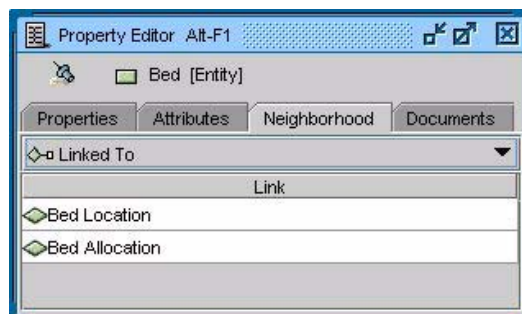 Property Editor Alt-F1
Bed [Entity]
Properties Attributes Neighborhood Documents
Linked To
Link
Bed Location
Bed Allocation